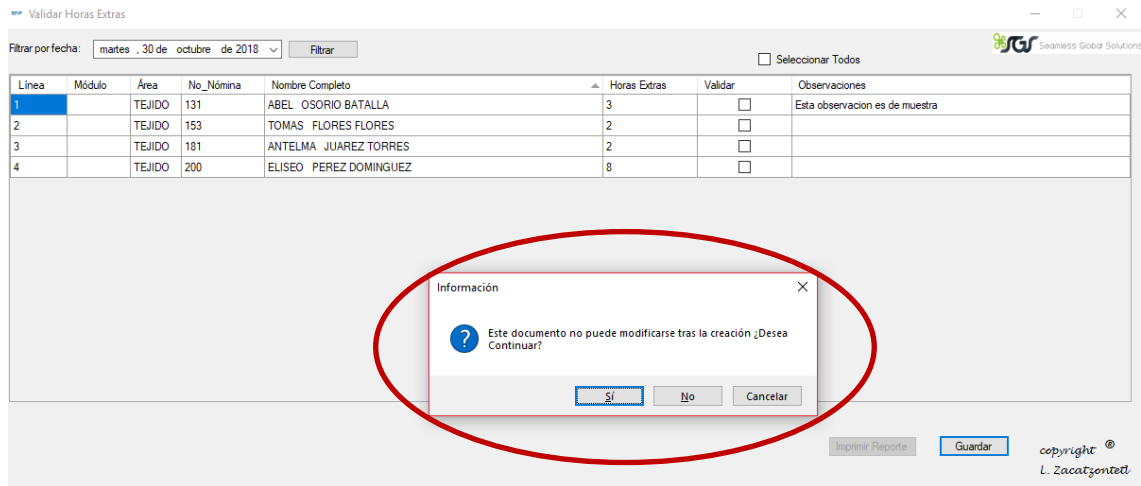 Validar Horas Extras
Filtrar por fecha: martes , 30 de octubre de 2018 Filtrar
Seleccionar Todos
SGS Seamless Global Solutions
Línea Módulo Área No_Nómina Nombre Completo Horas Extras Validar Observaciones
1 TEJIDO 131 ABEL OSORIO BATALLA 3 Esta observacion es de muestra
2 TEJIDO 153 TOMAS FLORES FLORES 2
3 TEJIDO 181 ANTELMA JUAREZ TORRES 2
4 TEJIDO 200 ELISEO PEREZ DOMINGUEZ 8
Información
Este documento no puede modificarse tras la creación ¿Desea
Continuar?
Sí No Cancelar
Imprimir Reporte Guardar
copyright ®
L. Zacatzontetl